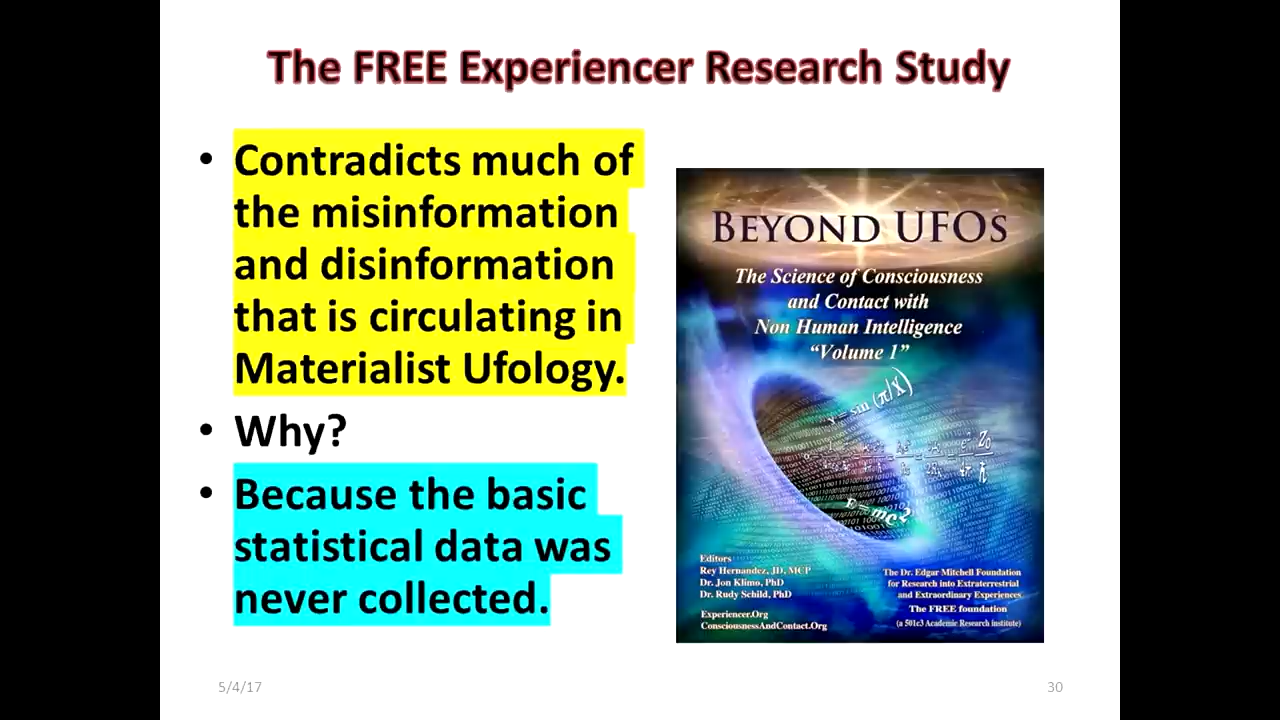 The FREE Experiencer Research Study
• Contradicts much of
the misinformation
and disinformation
that is circulating in
Materialist Ufology.
• Why?
• Because the basic
statistical data was
never collected.
BEYOND UFOS
The Science of Consciousness
and Contact with
Non Human Intelligence
"Volume 1"
y = sin (π/X)
E=mc2
Editors
Rey Hernandez, JD, MCP
Dr. Jon Klimo, PhD
Dr. Rudy Schild, PhD
Experiencer.Org
ConsciousnessAndContact.Org
The Dr. Edgar Mitchell Foundation
for Research into Extraterrestrial
and Extraordinary Experiences
The FREE foundation
(a 501c3 Academic Research institute)
5/4/17
30